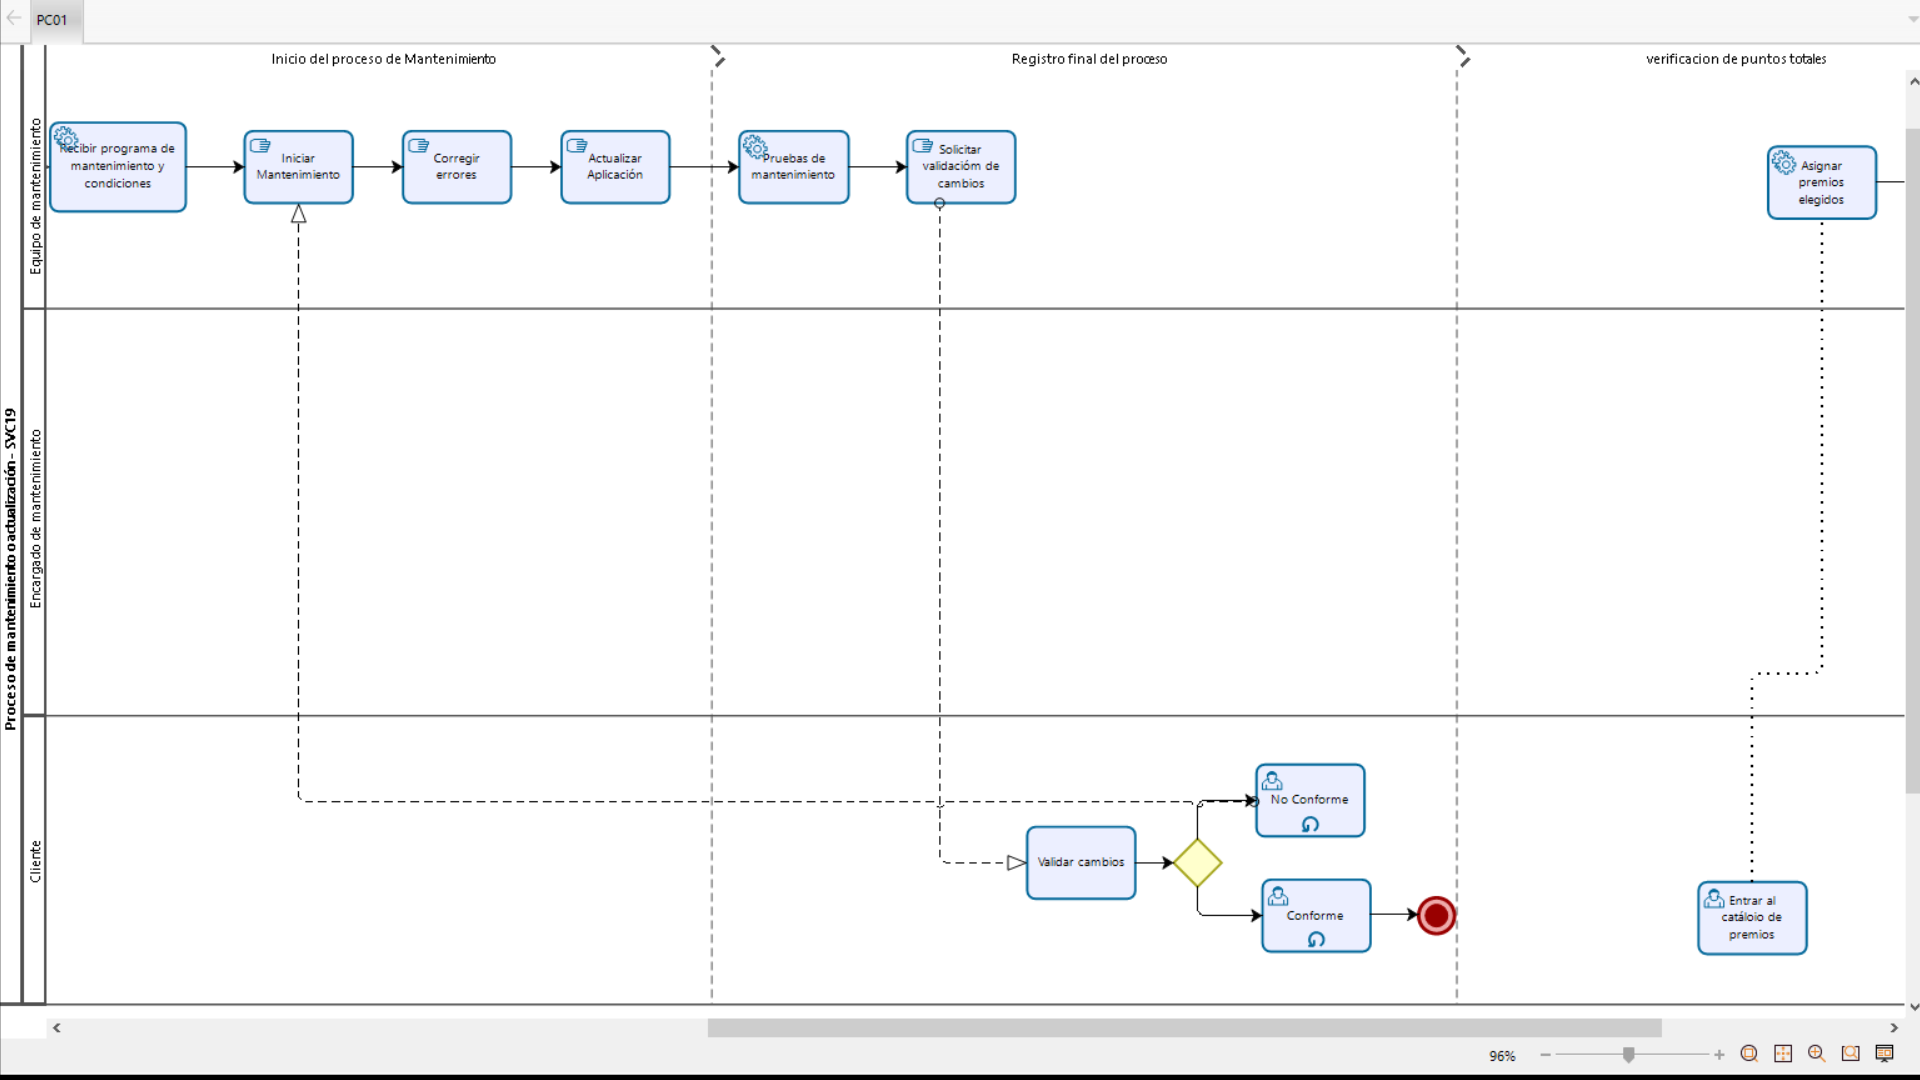 PC01
Inicio del proceso de Mantenimiento
Registro final del proceso
verificacion de puntos totales
Proceso de mantenimiento o actualización - SVC19
Equipo de mantenimiento
Recibir programa de
mantenimiento y
condiciones
Iniciar
Mantenimiento
Corregir
errores
Actualizar
Aplicación
Pruebas de
mantenimiento
Solicitar
validacióm de
cambios
Asignar
premios
elegidos
Encargado de mantenimiento
Cliente
No Conforme
Validar cambios
Conforme
Entrar al
catáloio de
premios
96%